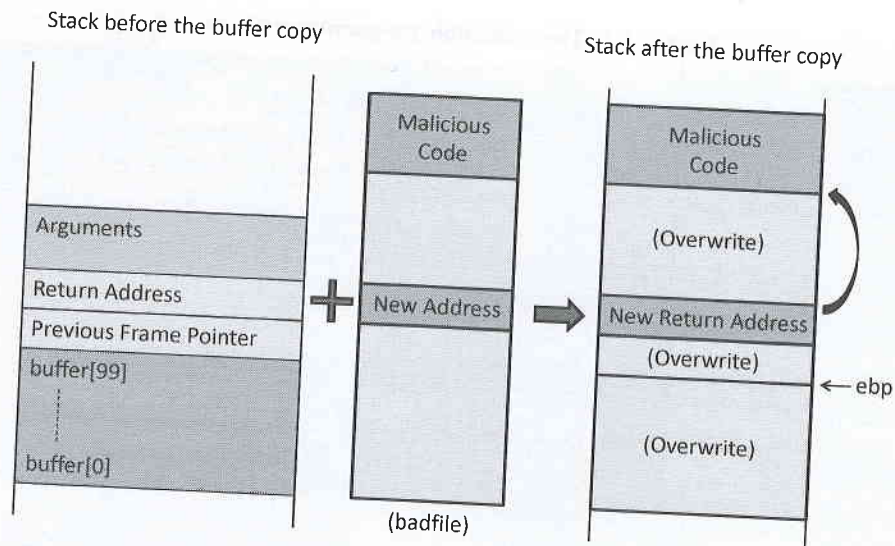 Stack before the buffer copy
Stack after the buffer copy
Arguments
Return Address
Previous Frame Pointer
buffer[99]
buffer[0]
Malicious
Code
New Address
(badfile)
Malicious
Code
(Overwrite)
New Return Address
(Overwrite)
ebp
(Overwrite)